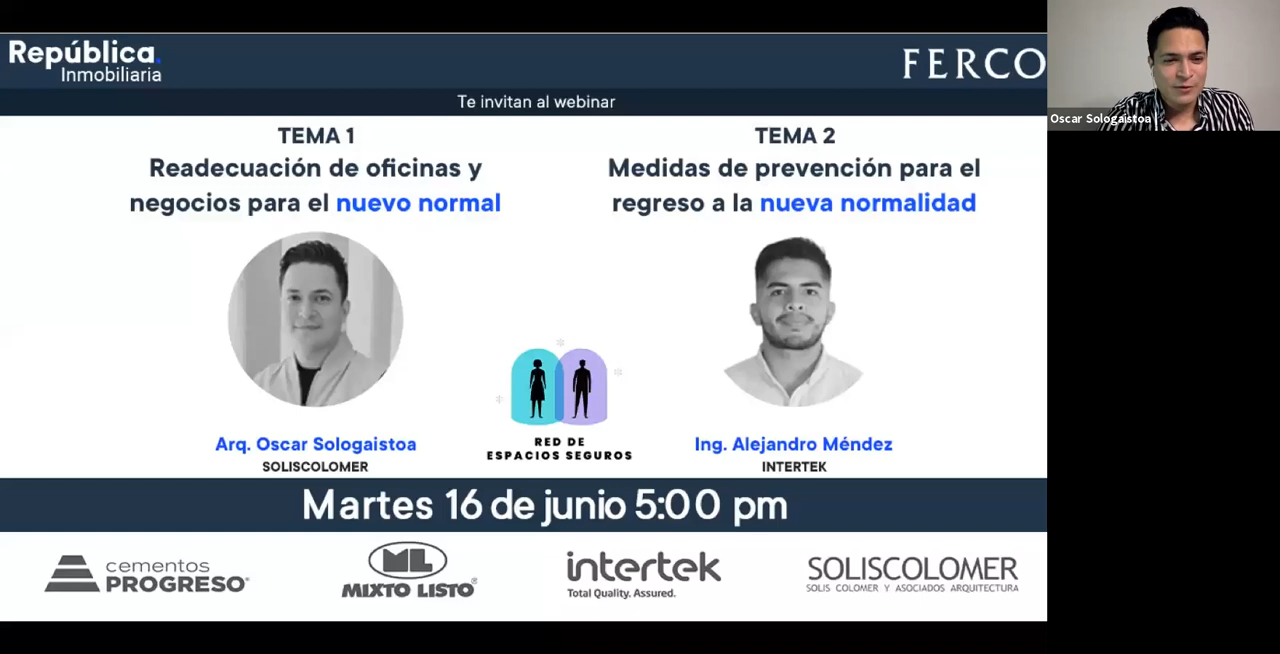 República.
Inmobiliaria
FERCO
Te invitan al webinar
TEMA 1
Readecuación de oficinas y
negocios para el nuevo normal
TEMA 2
Medidas de prevención para el
regreso a la nueva normalidad
Arq. Oscar Sologaistoa
SOLISCOLOMER
RED DE
ESPACIOS SEGUROS
Ing. Alejandro Méndez
INTERTEK
Martes 16 de junio 5:00 pm
cementos
PROGRESO®
ML
MIXTO LISTO®
intertek
Total Quality. Assured.
SOLISCOLOMER
SOLIS COLOMER Y ASOCIADOS ARQUITECTURA
Oscar Sologaistoa